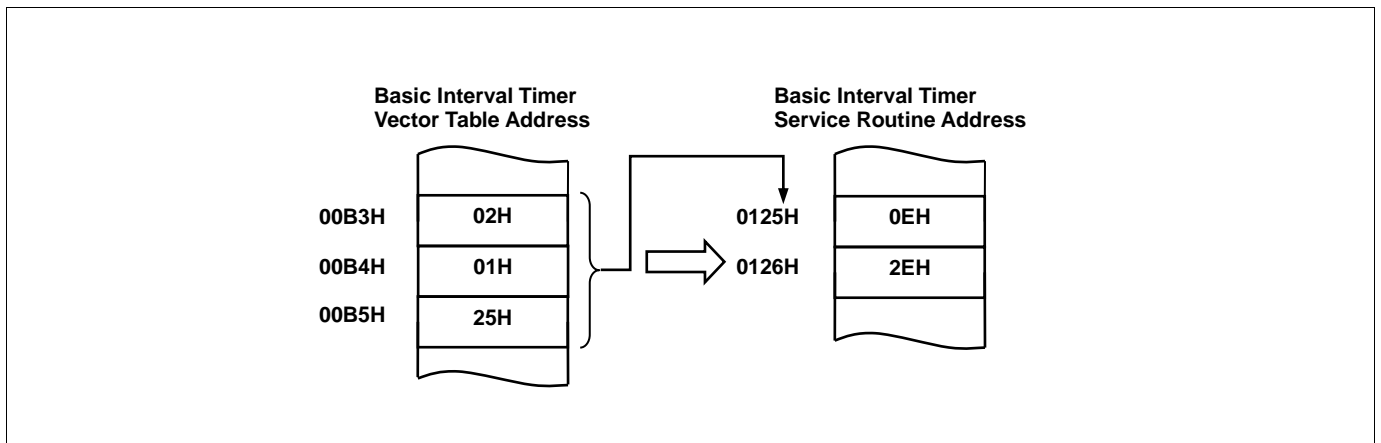 Basic Interval Timer
Vector Table Address
Basic Interval Timer
Service Routine Address
00B3H 02H
00B4H 01H
00B5H 25H
0125H 0EH
0126H 2EH